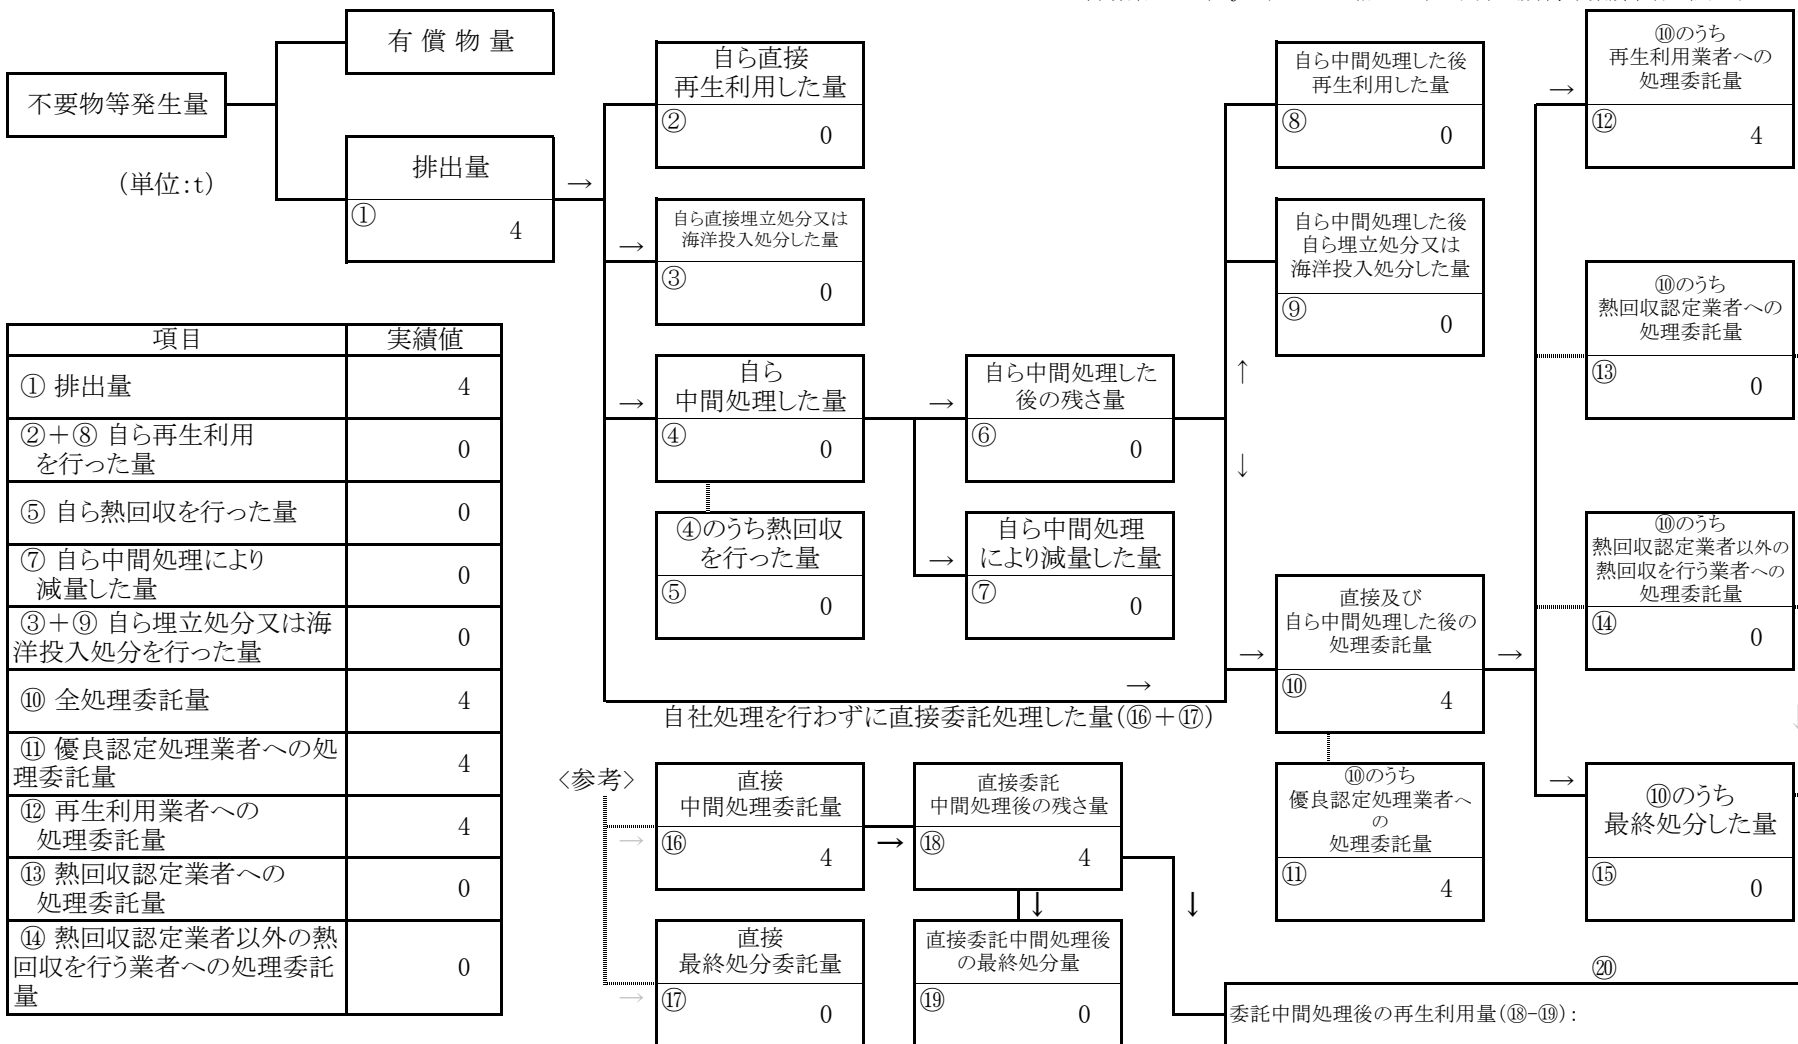 有 償 物 量
不要物等発生量
(単位:t)
排出量
①
4
→
自ら直接
再生利用した量
②
0
→
自ら直接埋立処分又は
海洋投入処分した量
③
0
→
自ら
中間処理した量
④
0
④のうち熱回収
を行った量
⑤
0
→
自ら中間処理した
後の残さ量
⑥
0
→
自ら中間処理
により減量した量
⑦
0
自ら中間処理した後
再生利用した量
⑧
0
自ら中間処理した後
自ら埋立処分又は
海洋投入処分した量
⑨
0
↑
↓
→
直接及び
自ら中間処理した後の
処理委託量
⑩
4
→
⑩のうち
優良認定処理業者へ
の
処理委託量
⑪
4
→
⑩のうち
再生利用業者への
処理委託量
⑫
4
⑩のうち
熱回収認定業者への
処理委託量
⑬
0
⑩のうち
熱回収認定業者以外の
熱回収を行う業者への
処理委託量
⑭
0
→
⑩のうち
最終処分した量
⑮
0
→
自社処理を行わずに直接委託処理した量(⑯+⑰)
項目 実績値
① 排出量 4
②+⑧ 自ら再生利用
を行った量 0
⑤ 自ら熱回収を行った量 0
⑦ 自ら中間処理により
減量した量 0
③+⑨ 自ら埋立処分又は海
洋投入処分を行った量 0
⑩ 全処理委託量 4
⑪ 優良認定処理業者への処
理委託量 4
⑫ 再生利用業者への
処理委託量 4
⑬ 熱回収認定業者への
処理委託量 0
⑭ 熱回収認定業者以外の熱
回収を行う業者への処理委託
量 0
〈参考〉
→
直接
中間処理委託量
⑯
4
→
直接委託
中間処理後の残さ量
⑱
4
↓
↓
→
直接
最終処分委託量
⑰
0
直接委託中間処理後
の最終処分量
⑲
0
⑳
委託中間処理後の再生利用量(⑱-⑲):